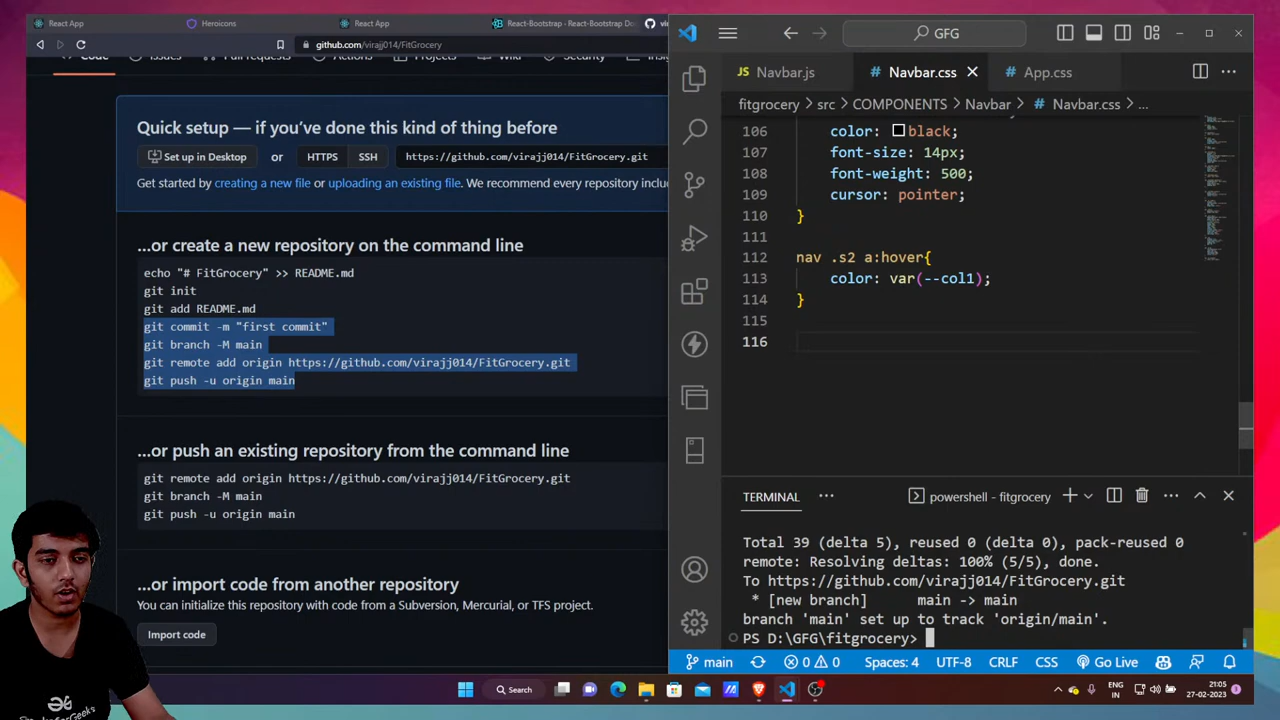 React App
Heroicons
React App
React-Bootstrap · React-Bootstrap Do
github.com/virajj014/FitGrocery
Code
Issues
Pull requests
Actions
Projects
Wiki
Security
Quick setup — if you've done this kind of thing before
Set up in Desktop or HTTPS SSH https://github.com/virajj014/FitGrocery.git
Get started by creating a new file or uploading an existing file. We recommend every repository
...or create a new repository on the command line
echo "# FitGrocery" >> README.md
git init
git add README.md
git commit -m "first commit"
git branch -M main
git remote add origin https://github.com/virajj014/FitGrocery.git
git push -u origin main
...or push an existing repository from the command line
git remote add origin https://github.com/virajj014/FitGrocery.git
git branch -M main
git push -u origin main
...or import code from another repository
You can initialize this repository with code from a Subversion, Mercurial, or TFS project.
Import code
GFG
JS Navbar.js
# Navbar.css
# App.css
fitgrocery > src > COMPONENTS > Navbar > # Navbar.css > ...
106 color: black;
107 font-size: 14px;
108 font-weight: 500;
109 cursor: pointer;
110 }
111
112 nav .s2 a:hover{
113 color: var(--col1);
114 }
115
116
TERMINAL ... powershell - fitgrocery
Total 39 (delta 5), reused 0 (delta 0), pack-reused 0
remote: Resolving deltas: 100% (5/5), done.
To https://github.com/virajj014/FitGrocery.git
* [new branch] main -> main
branch 'main' set up to track 'origin/main'.
PS D:\GFG\fitgrocery>
main 0 0 Spaces: 4 UTF-8 CRLF CSS Go Live
Search
ENG
IN
21:05
27-02-2023